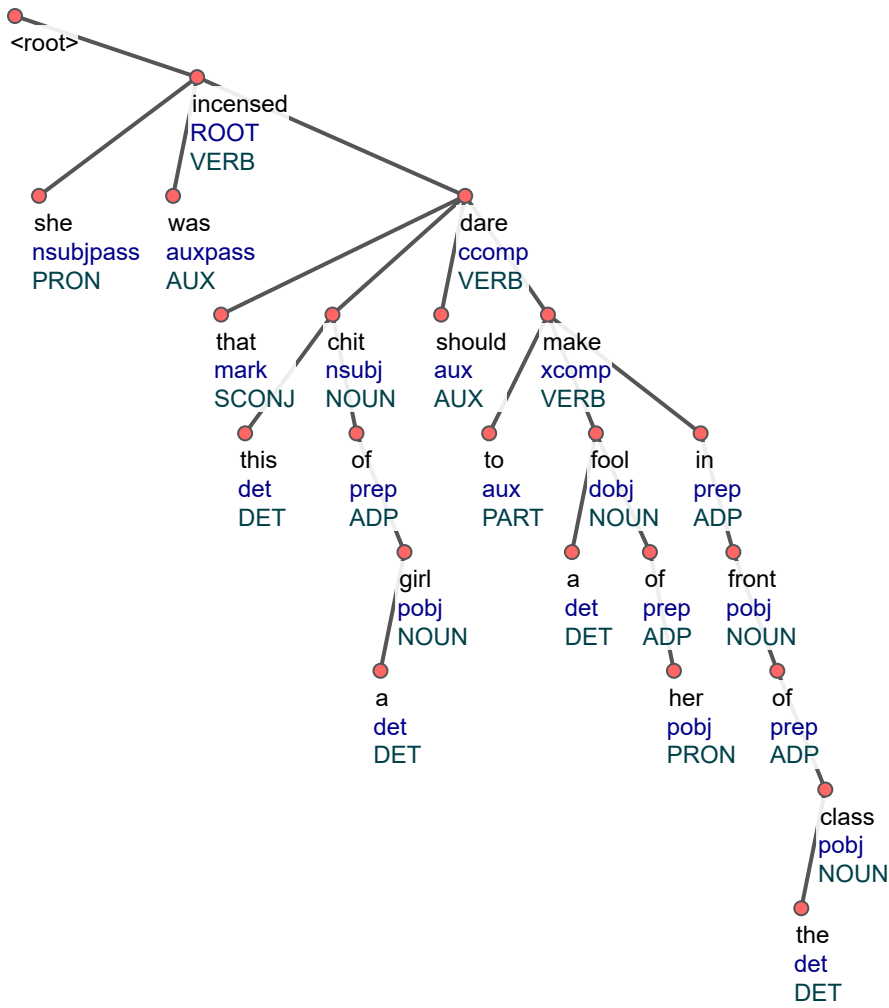 <root>
incensed
ROOT
VERB
she
nsubjpass
PRON
was
auxpass
AUX
dare
ccomp
VERB
that
mark
SCONJ
chit
nsubj
NOUN
should
aux
AUX
make
xcomp
VERB
this
det
DET
of
prep
ADP
to
aux
PART
fool
dobj
NOUN
in
prep
ADP
girl
pobj
NOUN
a
det
DET
of
prep
ADP
front
pobj
NOUN
a
det
DET
her
pobj
PRON
of
prep
ADP
class
pobj
NOUN
the
det
DET